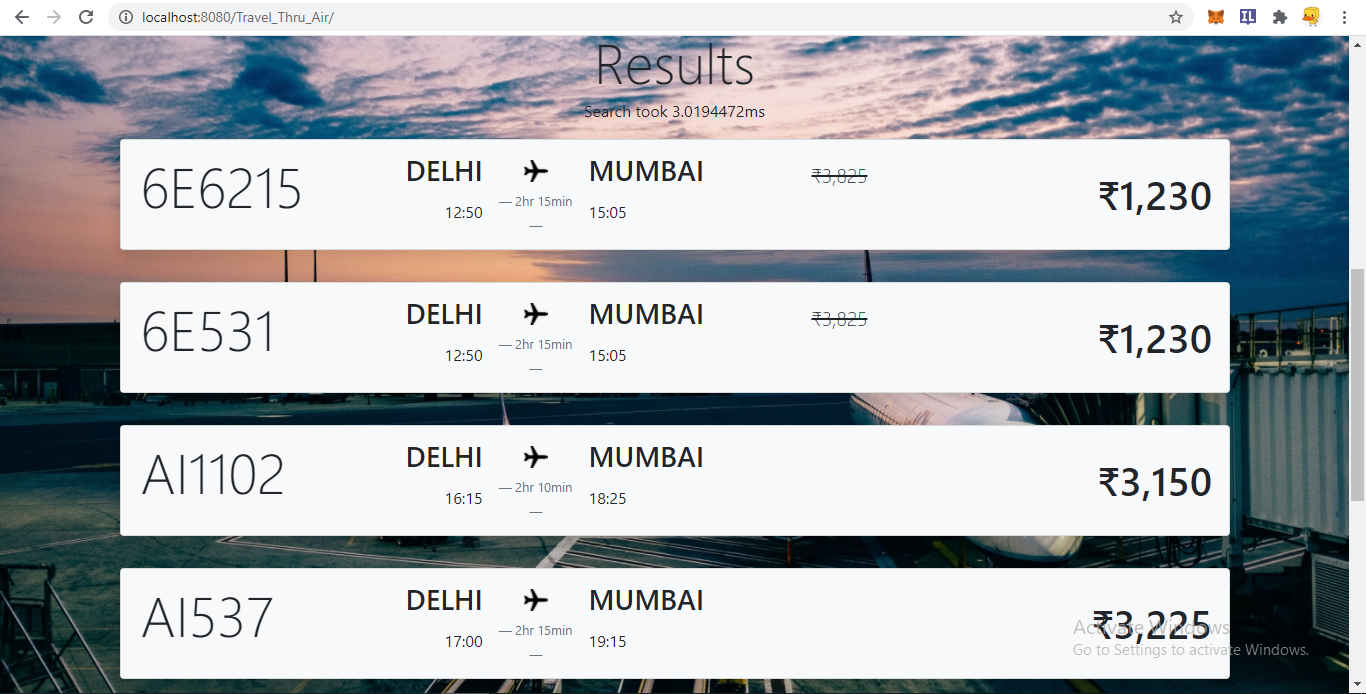 localhost:8080/Travel_Thru_Air/
IL
Results
Search took 3.0194472ms
6E6215
DELHI MUMBAI
₹3,825
₹1,230
— 2hr 15min
—
12:50 15:05
6E531
DELHI MUMBAI
₹3,825
₹1,230
— 2hr 15min
—
12:50 15:05
AI1102
DELHI MUMBAI
₹3,150
— 2hr 10min
—
16:15 18:25
AI537
DELHI MUMBAI
₹3,225
— 2hr 15min
—
17:00 19:15
Activate Windows
Go to Settings to activate Windows.